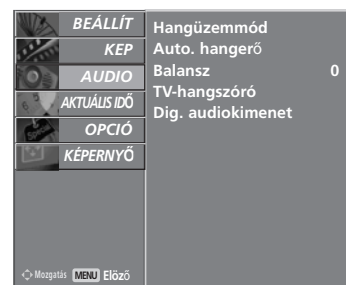 BEÁLLÍT
KEP
AUDIO
AKTUÁLIS IDŐ
OPCIÓ
KÉPERNYŐ
Hangüzemmód
Auto. hangerő
Balansz 0
TV-hangszóró
Dig. audiokimenet
Mozgatás MENU Előző